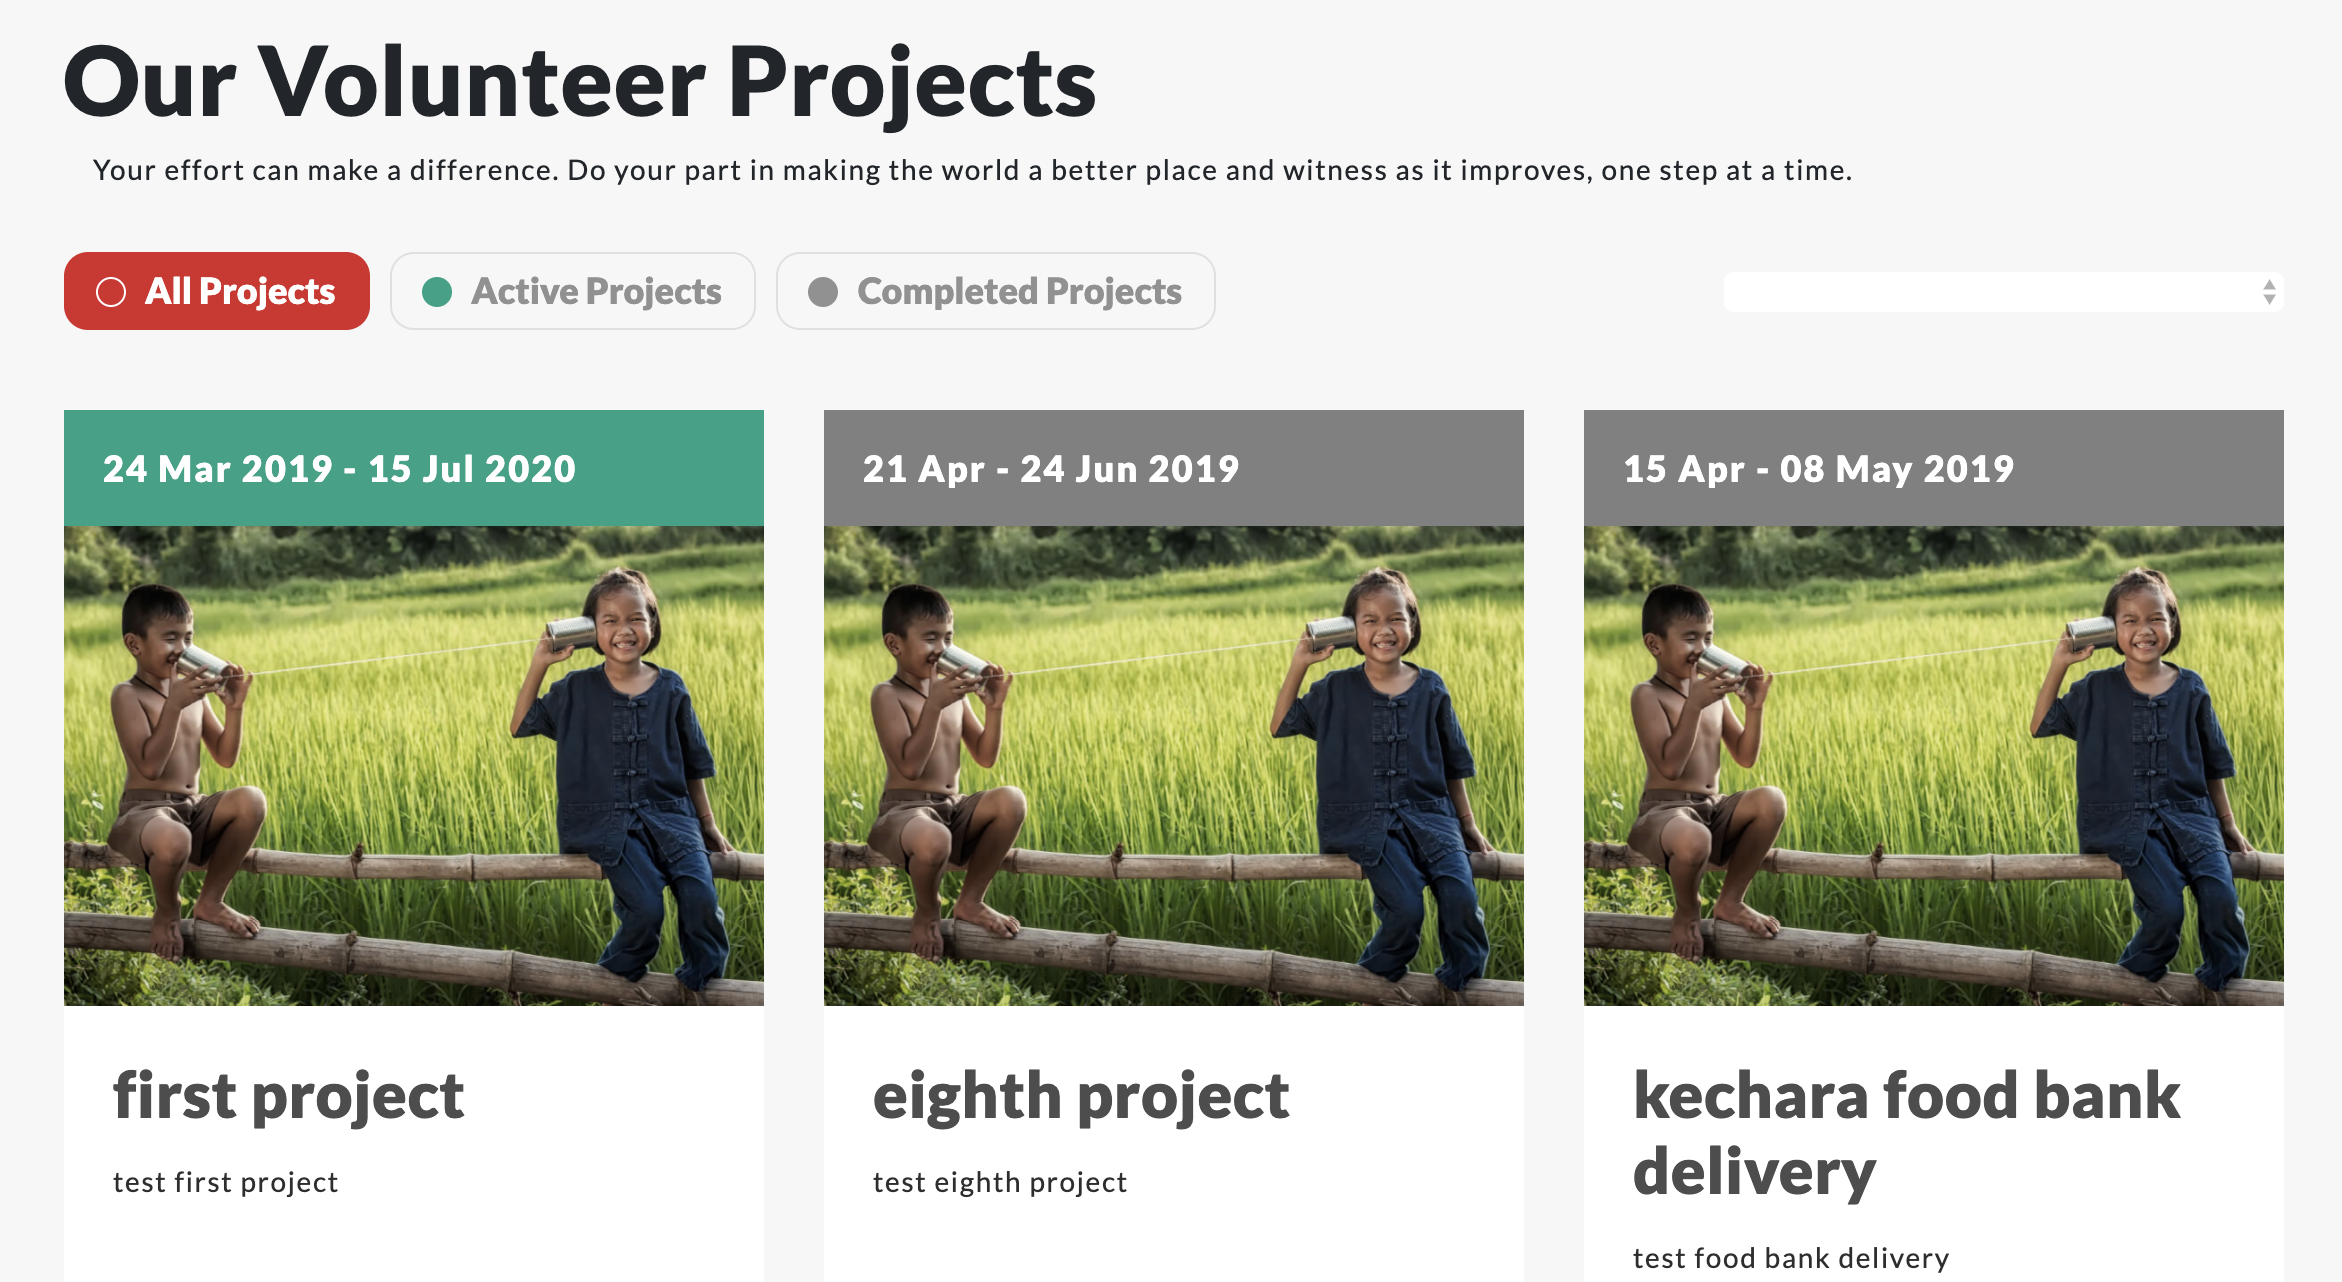 Our Volunteer Projects
Your effort can make a difference. Do your part in making the world a better place and witness as it improves, one step at a time.
All Projects
Active Projects
Completed Projects
24 Mar 2019 - 15 Jul 2020
21 Apr - 24 Jun 2019
15 Apr - 08 May 2019
first project
test first project
eighth project
test eighth project
kechara food bank
delivery
test food bank delivery